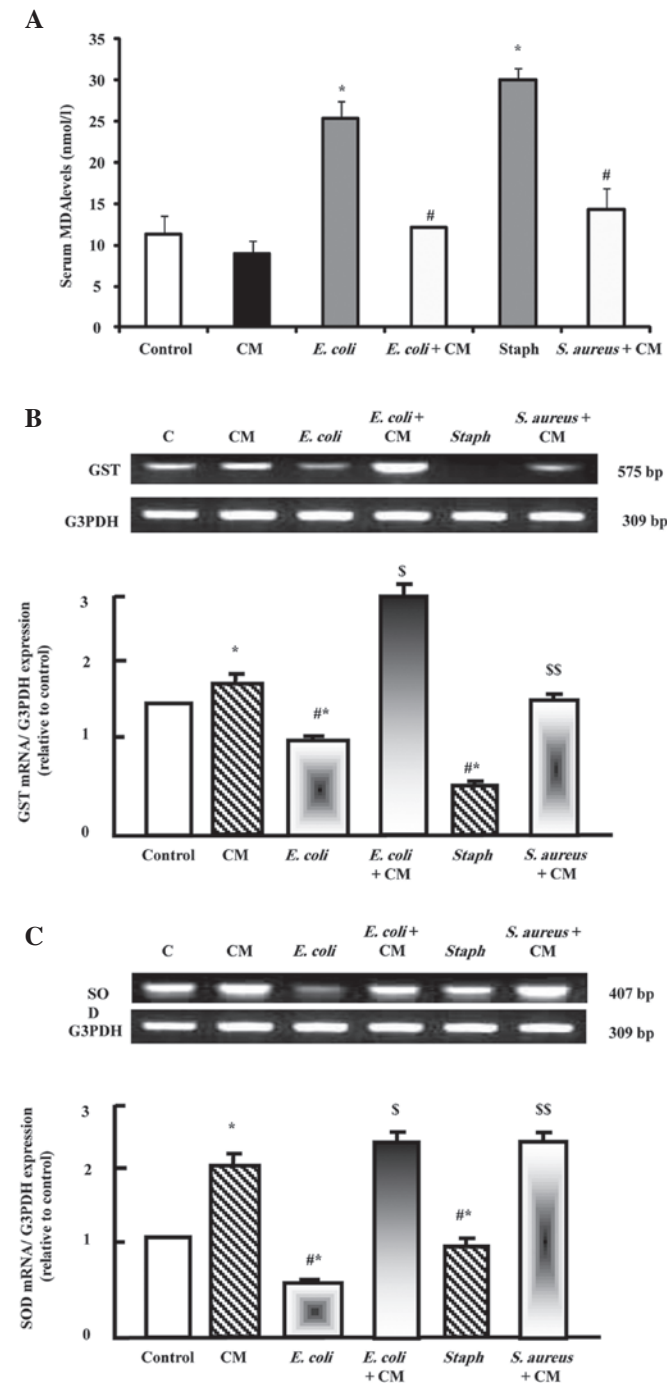 A
35
30
25
20
15
10
5
0
Serum MDAlevels (nmol/l)
*
#
*
#
Control CM E. coli E. coli + CM Staph S. aureus + CM
B
C CM E. coli E. coli + CM Staph S. aureus + CM
GST 575 bp
G3PDH 309 bp
3
2
1
0
GST mRNA/ G3PDH expression
(relative to control)
*
#*
$
#*
$$
Control CM E. coli E. coli + CM Staph S. aureus + CM
C
C CM E. coli E. coli + CM Staph S. aureus + CM
SO
D
407 bp
G3PDH 309 bp
3
2
1
0
SOD mRNA/ G3PDH expression
(relative to control)
*
#*
$
#*
$$
Control CM E. coli E. coli + CM Staph S. aureus + CM